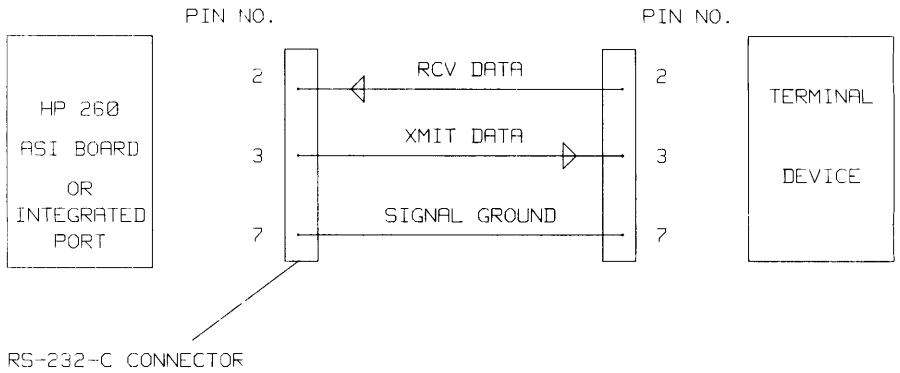 PIN NO. PIN NO.
2 RCV DATA 2
HP 260 TERMINAL
3 XMIT DATA 3
ASI BOARD
OR DEVICE
INTEGRATED
PORT
7 SIGNAL GROUND 7
RS-232-C CONNECTOR